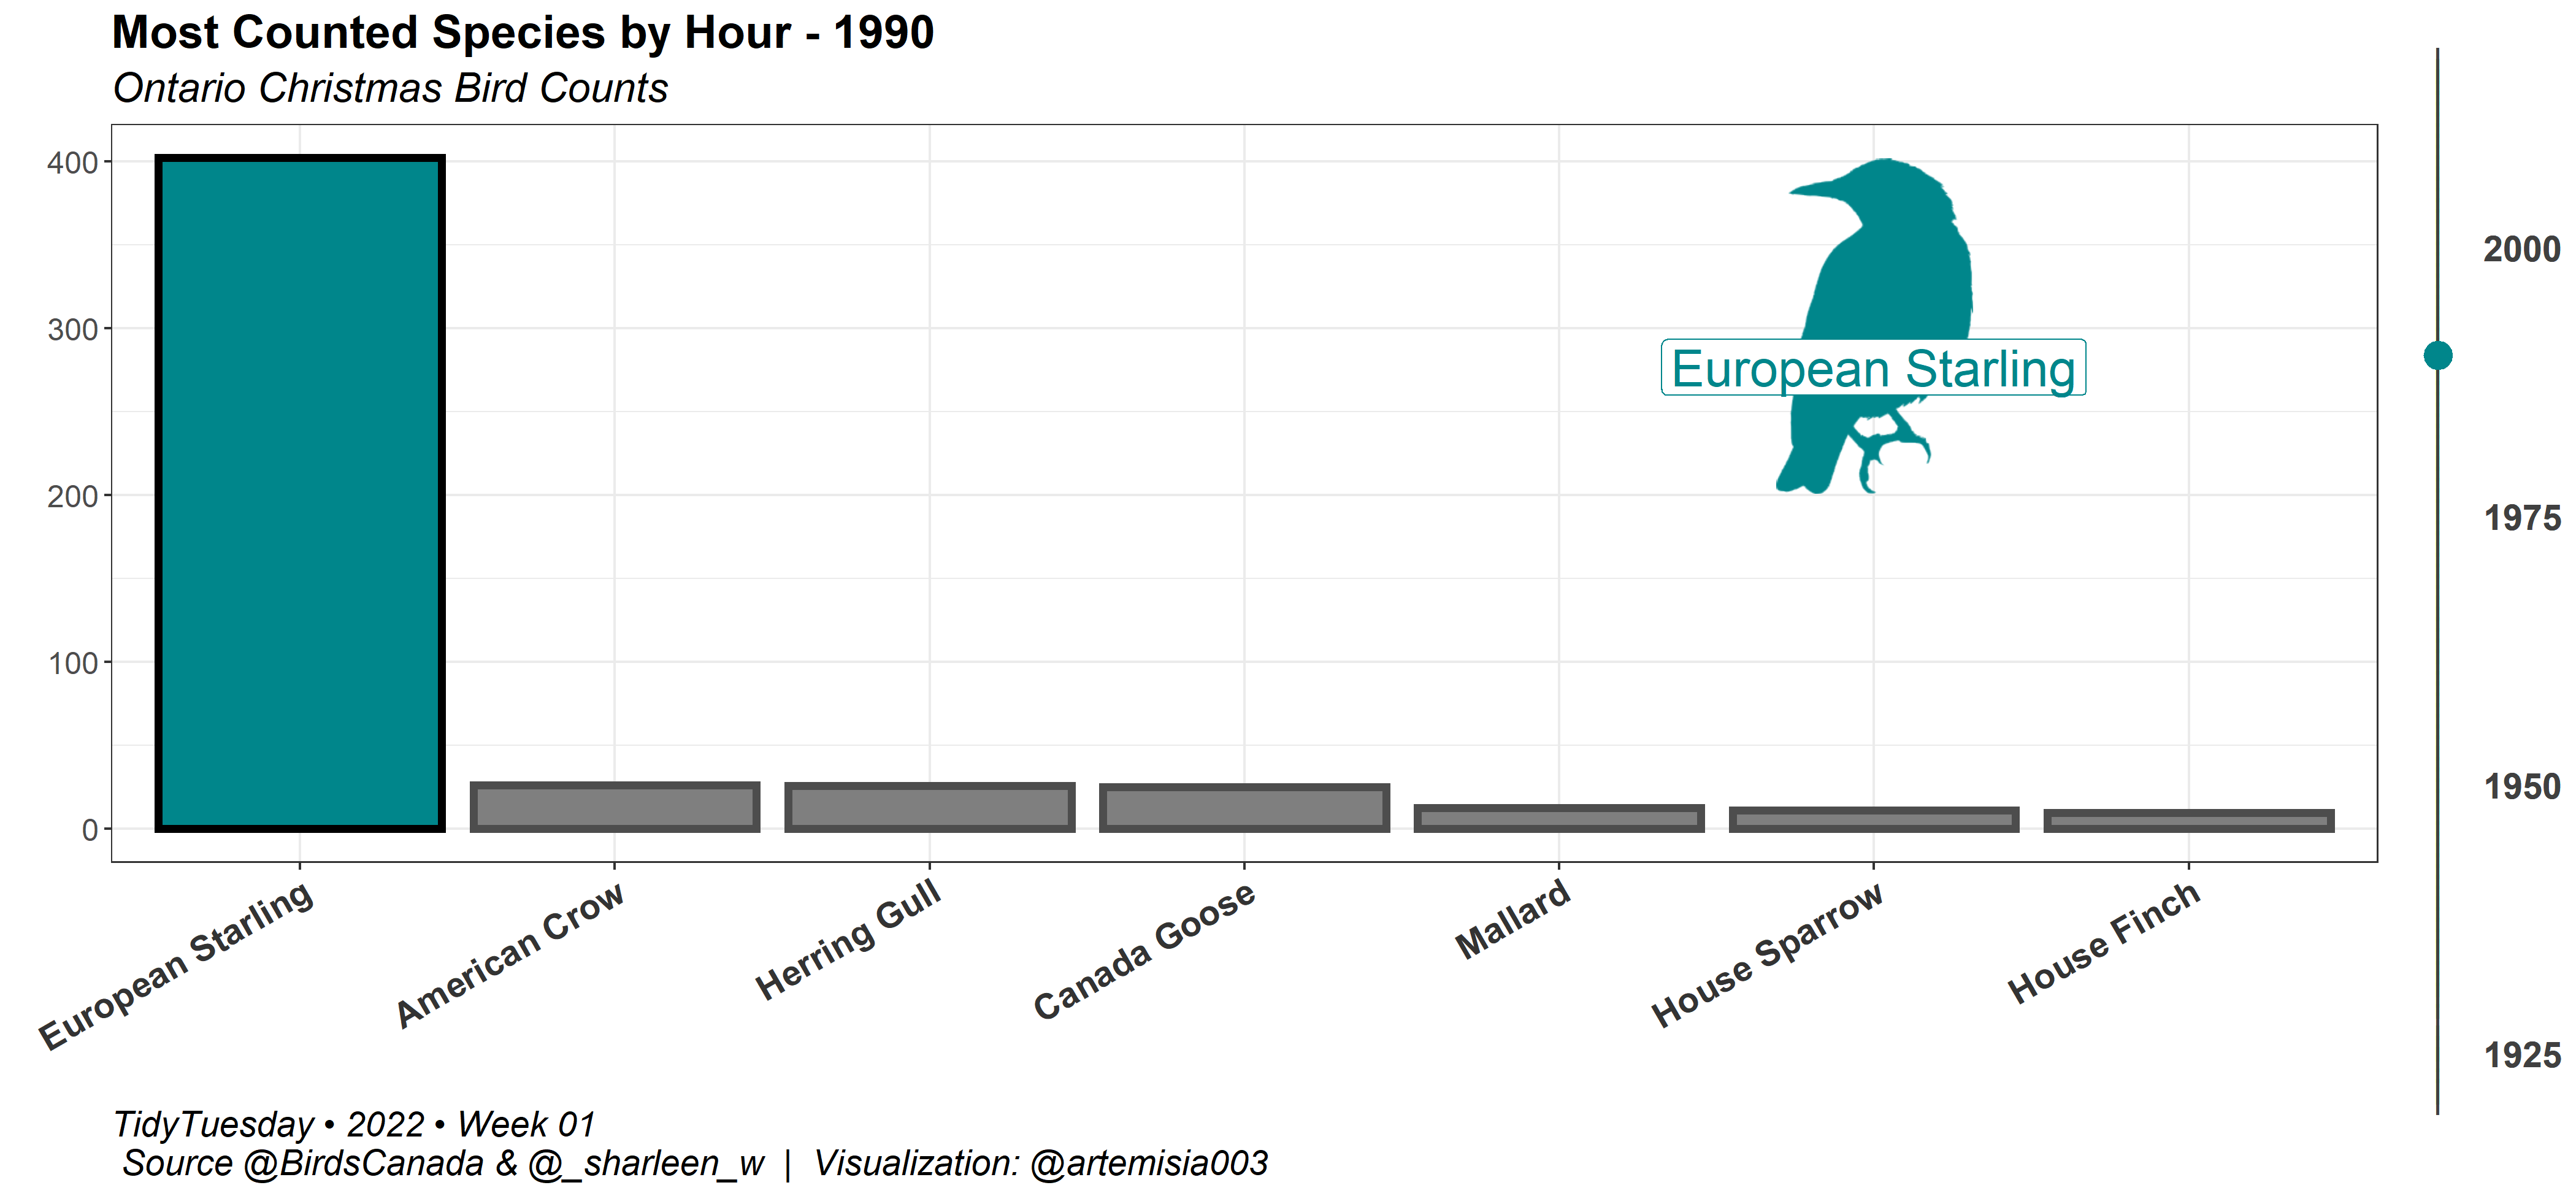 Most Counted Species by Hour - 1990
Ontario Christmas Bird Counts
400
300
200
100
0
European Starling
European Starling
American Crow
Herring Gull
Canada Goose
Mallard
House Sparrow
House Finch
2000
1975
1950
1925
TidyTuesday • 2022 • Week 01
Source @BirdsCanada & @_sharleen_w | Visualization: @artemisia003